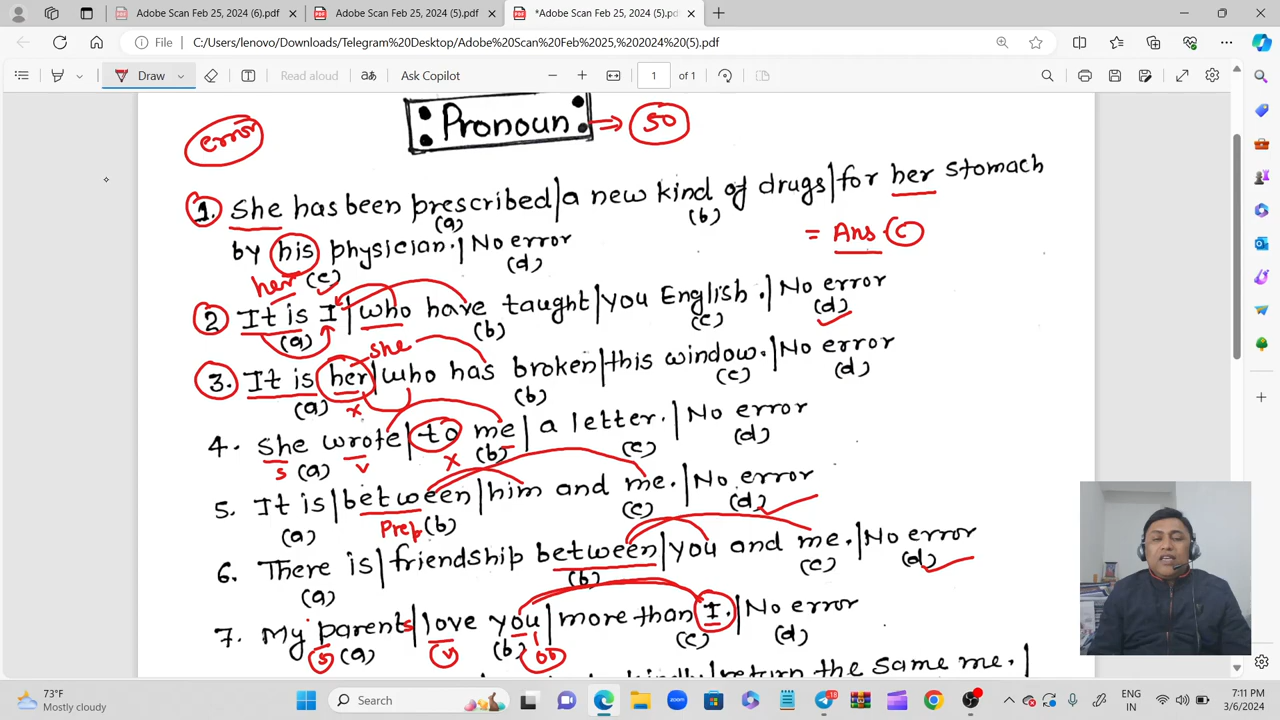 Adobe Scan Feb 25, 2024 (6).pdf
Adobe Scan Feb 25, 2024 (5).pdf
*Adobe Scan Feb 25, 2024 (5).pd
File C:/Users/lenovo/Downloads/Telegram%20Desktop/Adobe%20Scan%20Feb%2025,%202024%20(5).pdf
Draw Read aloud Ask Copilot 1 of 1
error Pronoun → 50
1. She has been prescribed|a new kind of drugs|for her stomach
(a) (b)
by his physician.|No error = Ans (c)
her (c) (d)
2 It is I|who have taught|you English.|No error
(a) (b) (c) (d)
she
3. It is her|who has broken|this window.|No error
(a) x (b) (c) (d)
4. She wrote|to me|a letter.|No error
S (a) V x (b) (c) (d)
5. It is|between|him and me.|No error
(a) Prep (b) (c) (d)
6. There is|friendship between|you and me.|No error
(a) (b) (c) (d)
7. My parents|love you|more than I.|No error
S (a) V (b) (c) (d)
kindly|return the same me.|
73°F
Mostly cloudy
Search
18
ENG
IN
7:11 PM
3/6/2024